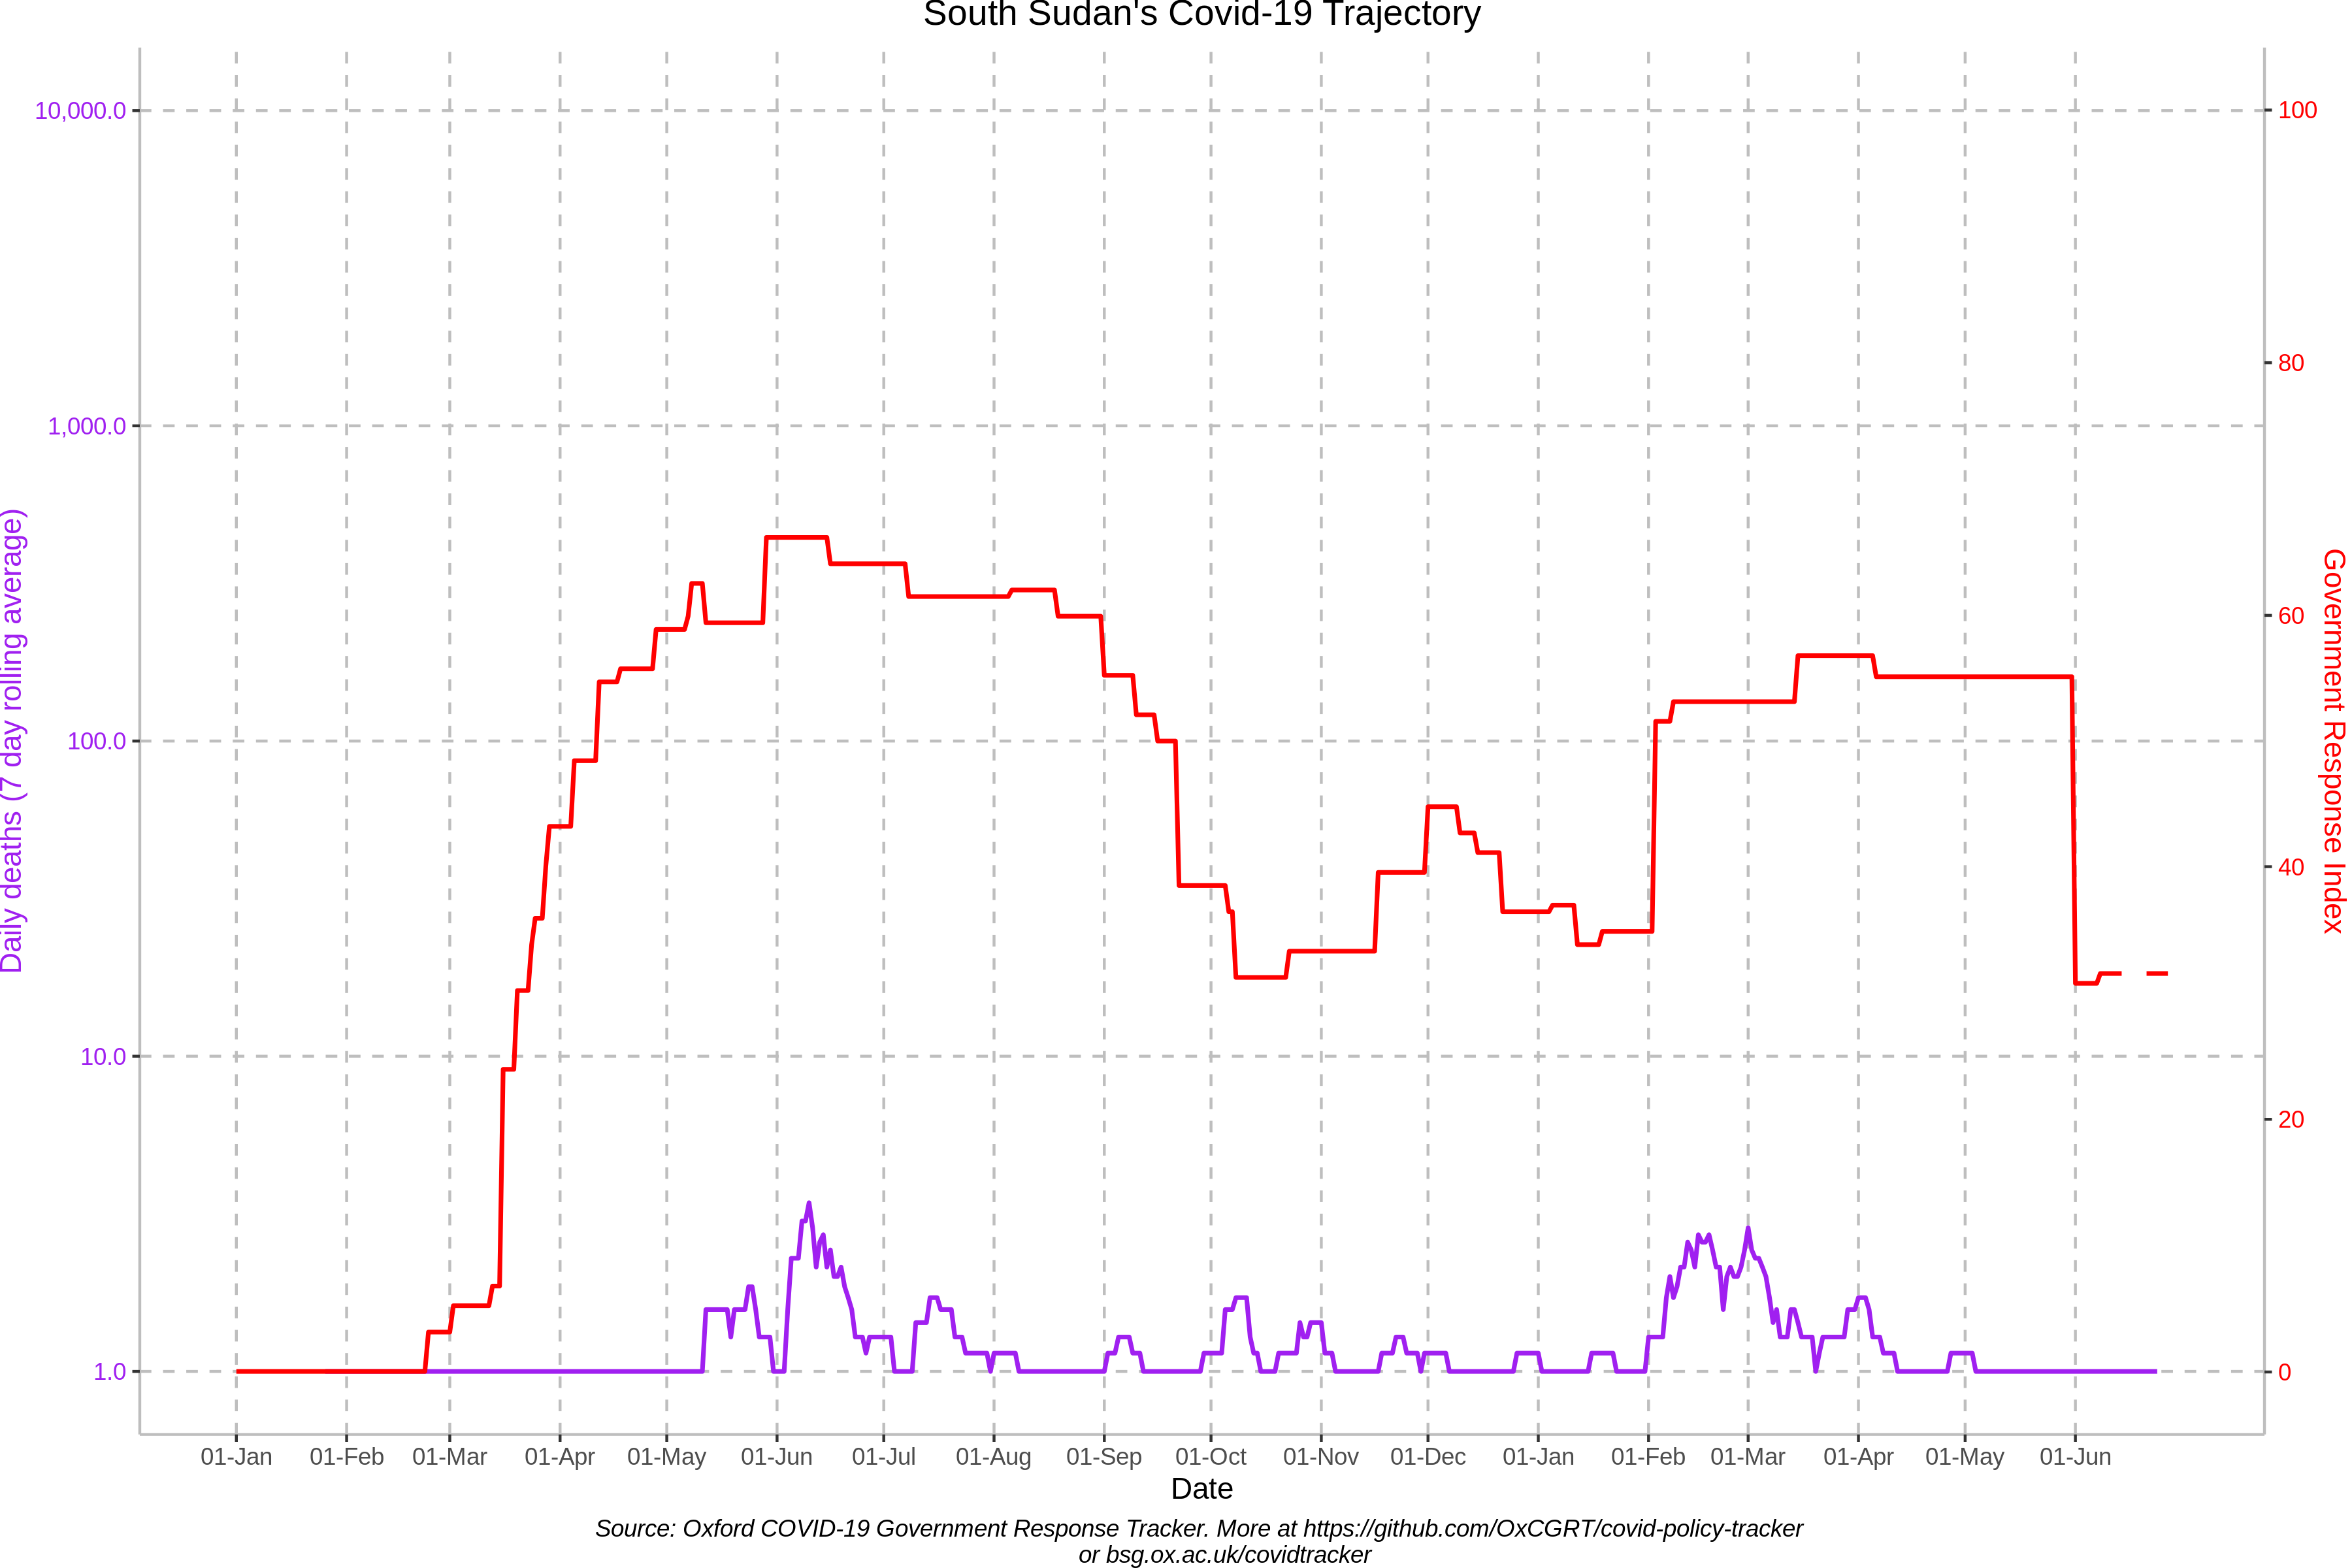 South Sudan's Covid-19 Trajectory
10,000.0
1,000.0
100.0
10.0
1.0
Daily deaths (7 day rolling average)
100
80
60
40
20
0
Government Response Index
01-Jan 01-Feb 01-Mar 01-Apr 01-May 01-Jun 01-Jul 01-Aug 01-Sep 01-Oct 01-Nov 01-Dec 01-Jan 01-Feb 01-Mar 01-Apr 01-May 01-Jun
Date
Source: Oxford COVID-19 Government Response Tracker. More at https://github.com/OxCGRT/covid-policy-tracker
or bsg.ox.ac.uk/covidtracker